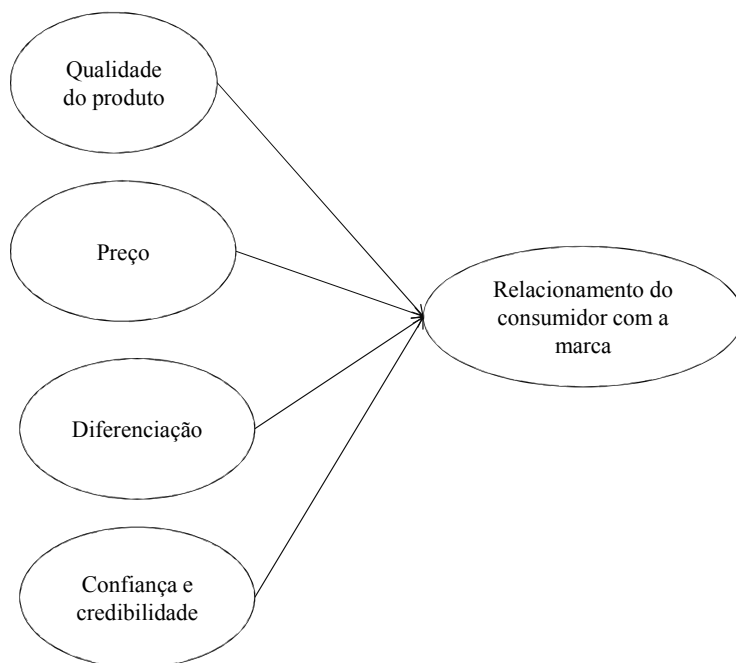 Qualidade
do produto
Preço
Relacionamento do
consumidor com a
marca
Diferenciação
Confiança e
credibilidade